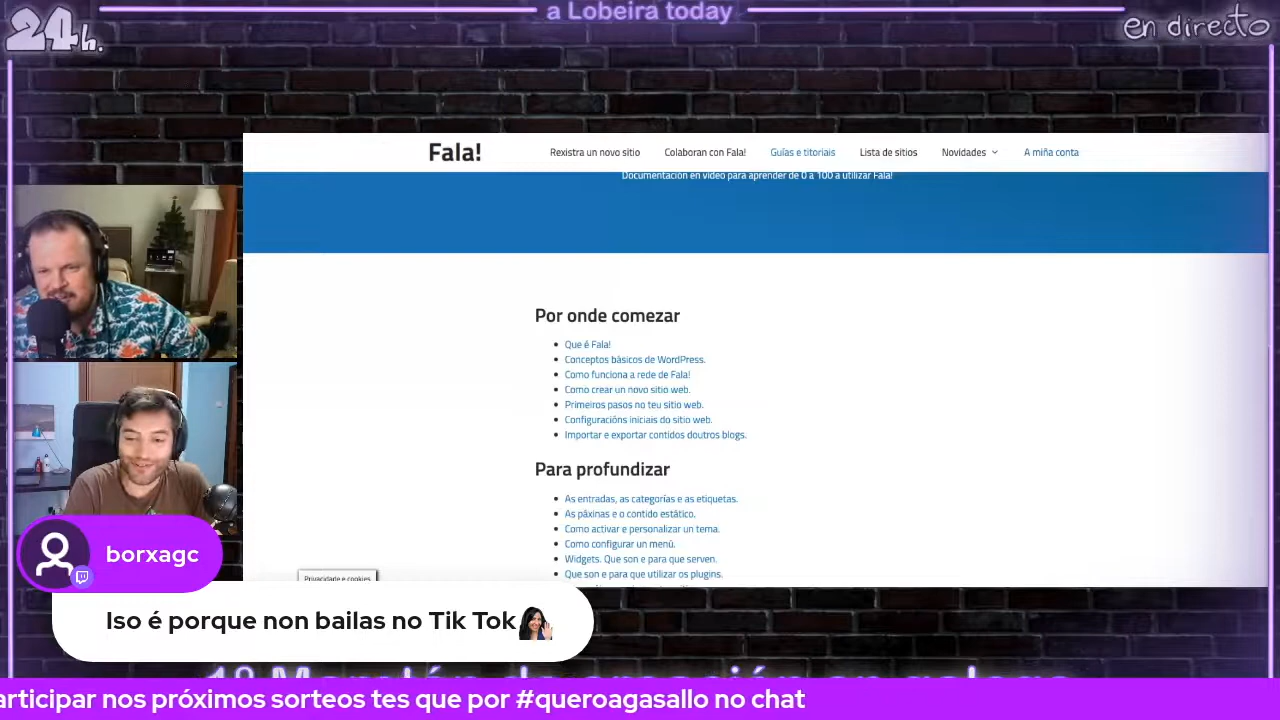 24h.
a Lobeira today
en directo
Fala!
Rexistra un novo sitio
Colaboran con Fala!
Guías e titoriais
Lista de sitios
Novidades
A miña conta
Documentación en vídeo para aprender de 0 a 100 a utilizar Fala!
Por onde comezar
Que é Fala!
Conceptos básicos de WordPress.
Como funciona a rede de Fala!
Como crear un novo sitio web.
Primeiros pasos no teu sitio web.
Configuracións iniciais do sitio web.
Importar e exportar contidos doutros blogs.
Para profundizar
As entradas, as categorías e as etiquetas.
As páxinas e o contido estático.
Como activar e personalizar un tema.
Como configurar un menú.
Widgets. Que son e para que serven.
Que son e para que utilizar os plugins.
Privacidade e cookies
borxagc
Iso é porque non bailas no Tik Tok
articipar nos próximos sorteos tes que por #queroagasallo no chat